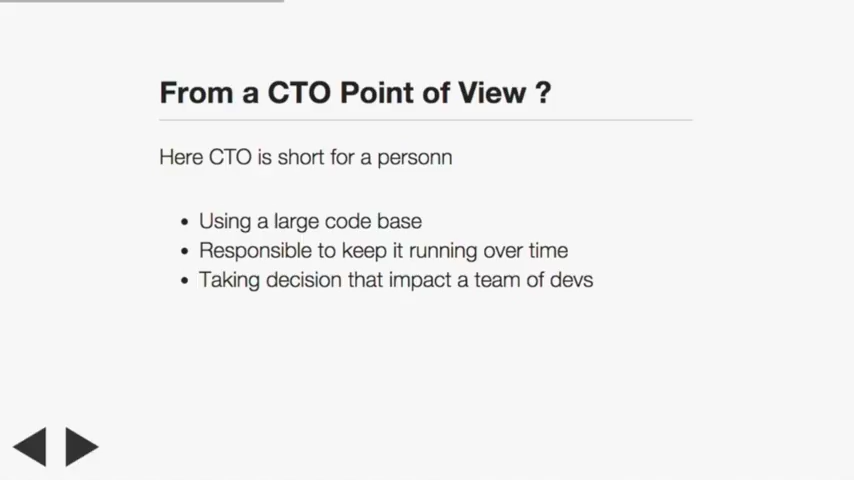 From a CTO Point of View ?
Here CTO is short for a personn
• Using a large code base
• Responsible to keep it running over time
• Taking decision that impact a team of devs